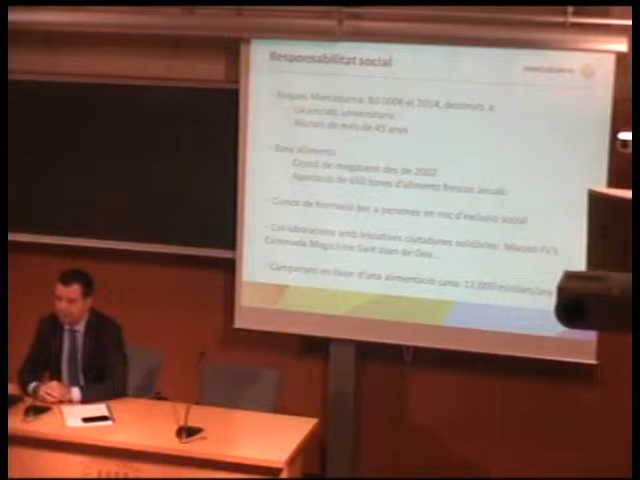 Responsabilitat social
mercabarna
- Beques Mercabarna: 80.000€ el 2014, destinats a:
Llicenciats universitaris
Aturats de més de 45 anys
- Banc Aliments
Cessió de magatzem des de 2002
Aportació de 650 tones d'aliments frescos anuals
- Cursos de formació per a persones en risc d'exclusió social
- Col·laboracions amb iniciatives ciutadanes solidàries: Marató TV3,
Caminada Magic Line Sant Joan de Déu...
- Campanyes en favor d'una alimentació sana: 12.000 escolars/any